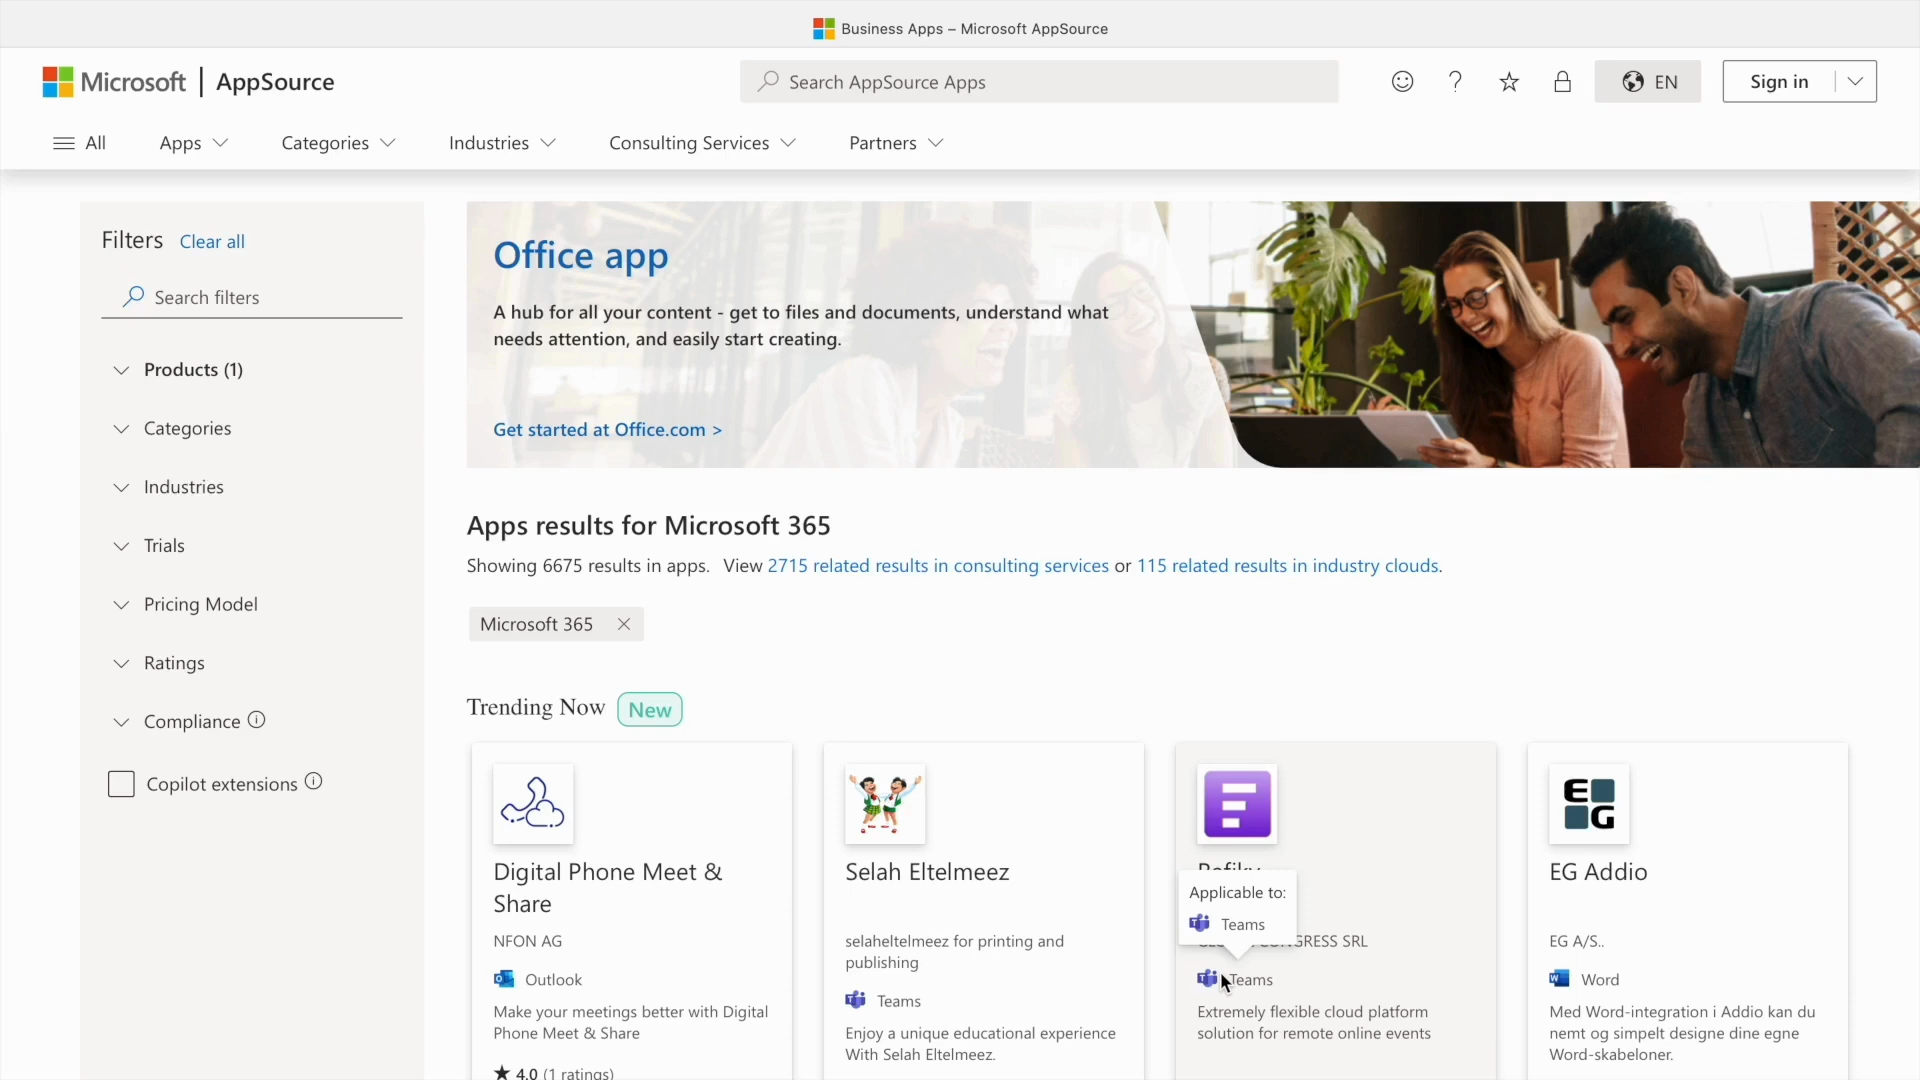 Business Apps – Microsoft AppSource
Microsoft | AppSource
Search AppSource Apps
EN
Sign in
All
Apps
Categories
Industries
Consulting Services
Partners
Filters
Clear all
Search filters
Products (1)
Categories
Industries
Trials
Pricing Model
Ratings
Compliance
Copilot extensions
Office app
A hub for all your content - get to files and documents, understand what
needs attention, and easily start creating.
Get started at Office.com >
Apps results for Microsoft 365
Showing 6675 results in apps. View 2715 related results in consulting services or 115 related results in industry clouds.
Microsoft 365
Trending Now
New
Digital Phone Meet &
Share
NFON AG
Outlook
Make your meetings better with Digital
Phone Meet & Share
4.0 (1 ratings)
Selah Eltelmeez
selaheltelmeez for printing and
publishing
Teams
Enjoy a unique educational experience
With Selah Eltelmeez.
Applicable to:
Teams
SRL
Teams
Extremely flexible cloud platform
solution for remote online events
EG
EG Addio
EG A/S..
Word
Med Word-integration i Addio kan du
nemt og simpelt designe dine egne
Word-skabeloner.